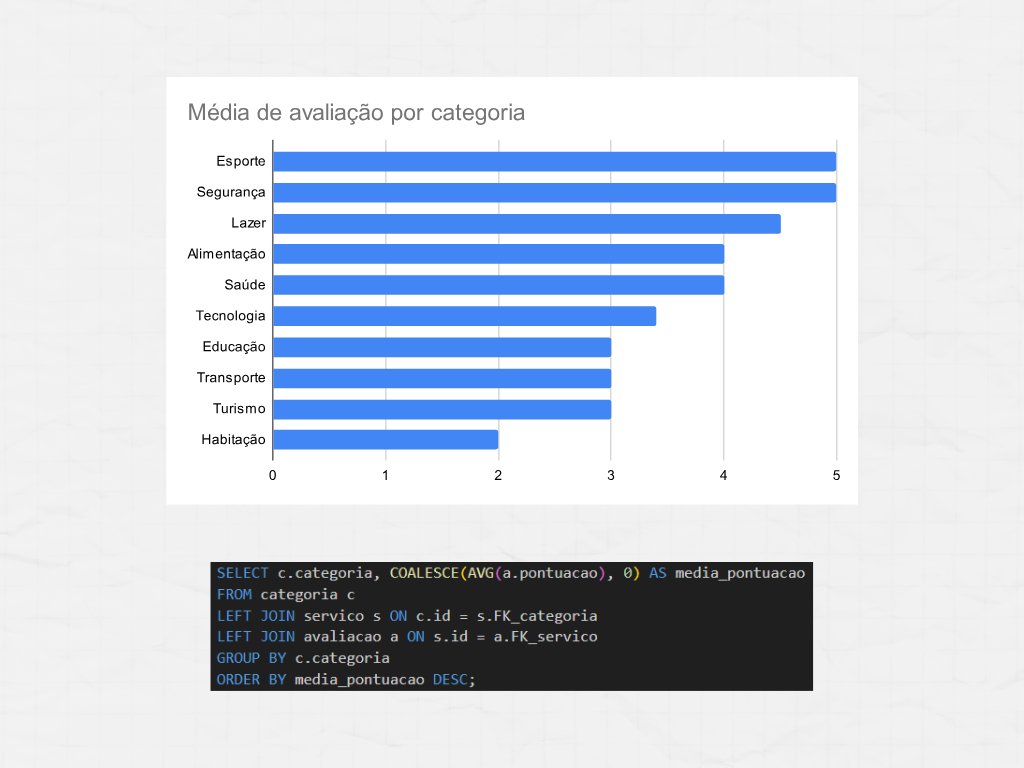 Média de avaliação por categoria
Esporte
Segurança
Lazer
Alimentação
Saúde
Tecnologia
Educação
Transporte
Turismo
Habitação
0 1 2 3 4 5
SELECT c.categoria, COALESCE(AVG(a.pontuacao), 0) AS media_pontuacao
FROM categoria c
LEFT JOIN servico s ON c.id = s.FK_categoria
LEFT JOIN avaliacao a ON s.id = a.FK_servico
GROUP BY c.categoria
ORDER BY media_pontuacao DESC;